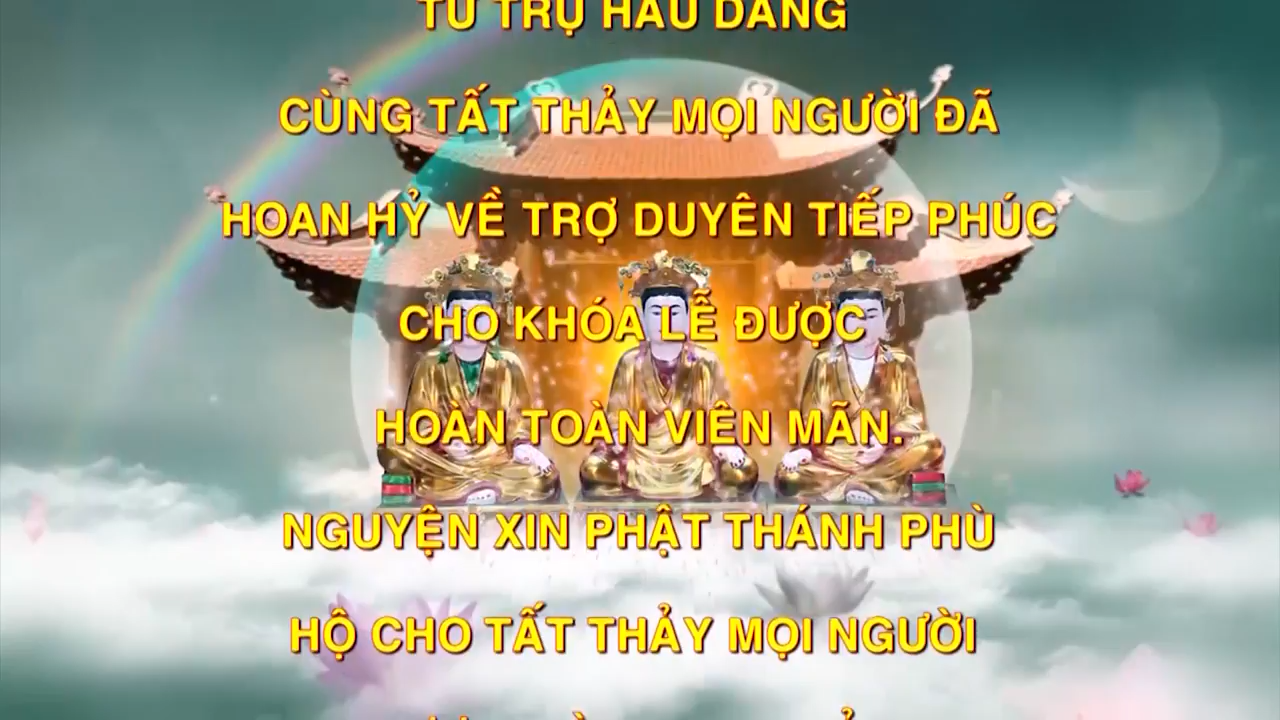 TỨ TRỤ HẦU DÂNG
CÙNG TẤT THẢY MỌI NGƯỜI ĐÃ
HOAN HỶ VỀ TRỢ DUYÊN TIẾP PHÚC
CHO KHÓA LỄ ĐƯỢC
HOÀN TOÀN VIÊN MÃN.
NGUYỆN XIN PHẬT THÁNH PHÙ
HỘ CHO TẤT THẢY MỌI NGƯỜI